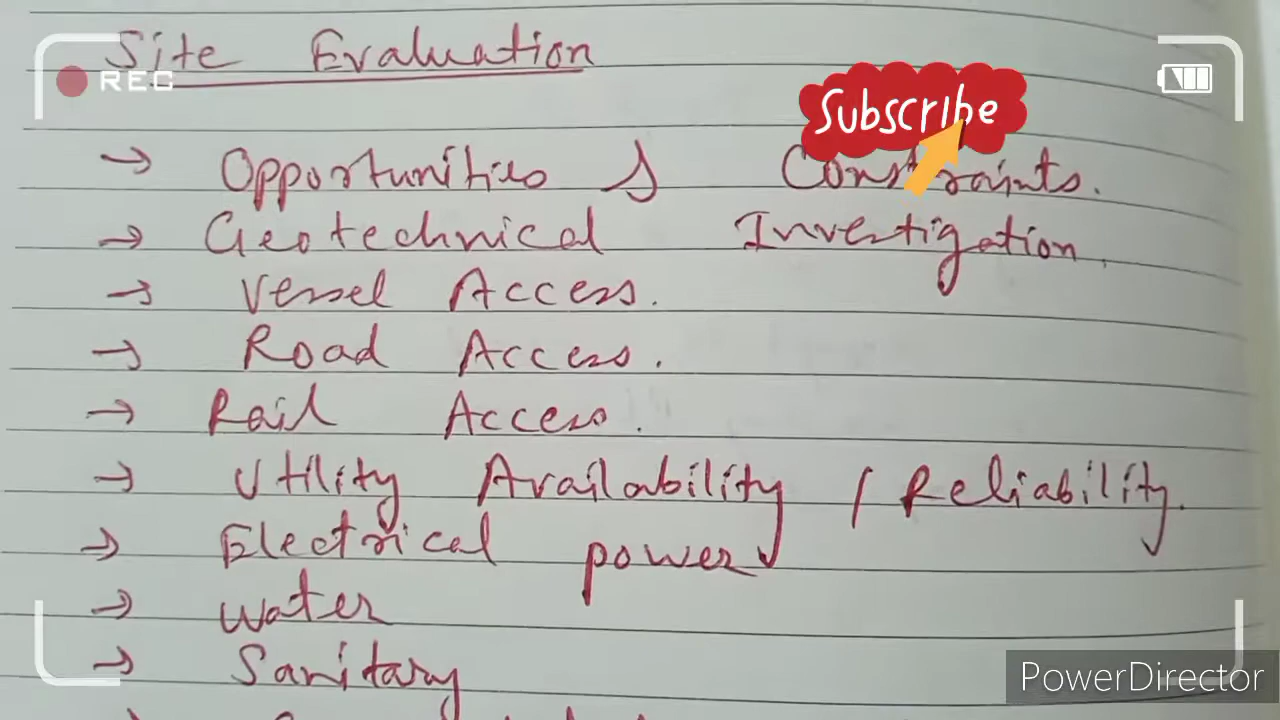 Site Evaluation
REC
Subscribe
→ Opportunities & Constraints.
→ Geotechnical Investigation.
→ Vessel Access.
→ Road Access.
→ Rail Access.
→ Utility Availability / Reliability.
→ Electrical power
→ Water
→ Sanitary
PowerDirector